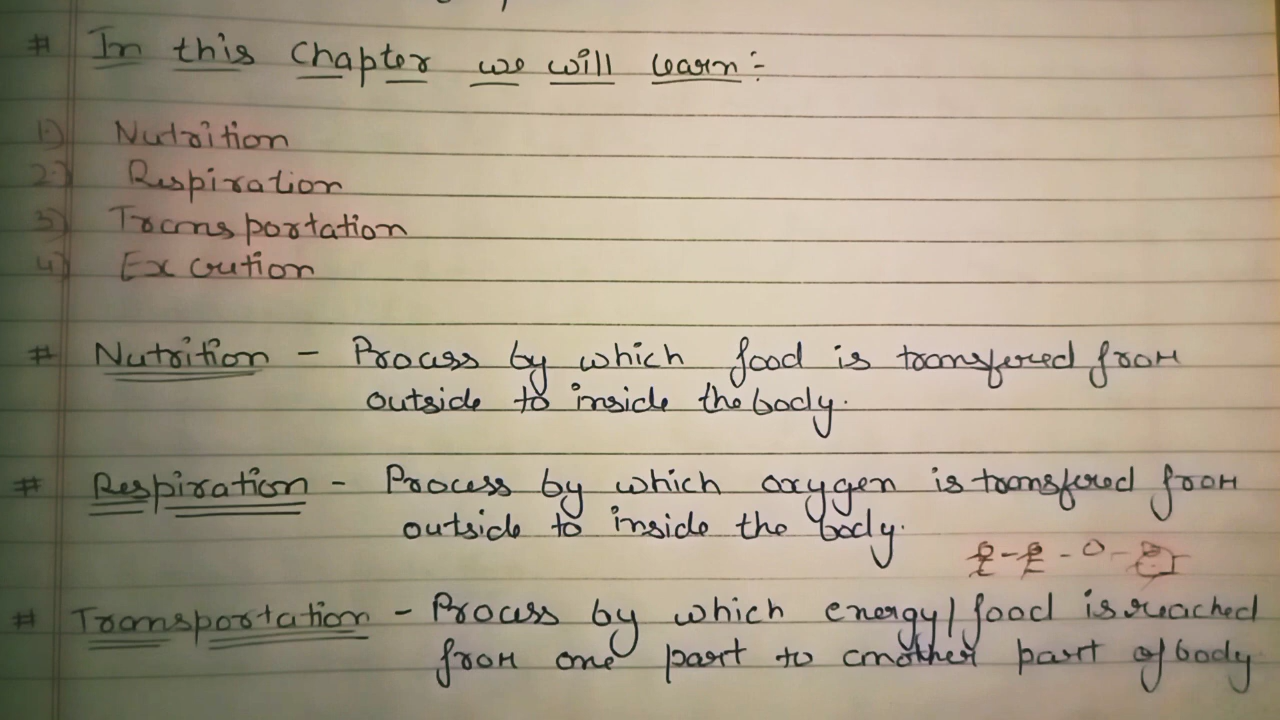 # In this Chapter we will learn :-
1) Nutrition
2) Respiration
3) Transportation
4) Excretion
# Nutrition - Process by which food is transfered from
outside to inside the body.
# Respiration - Process by which oxygen is transfered from
outside to inside the body.
# Transportation - Process by which energy/food is reached
from one part to another part of body